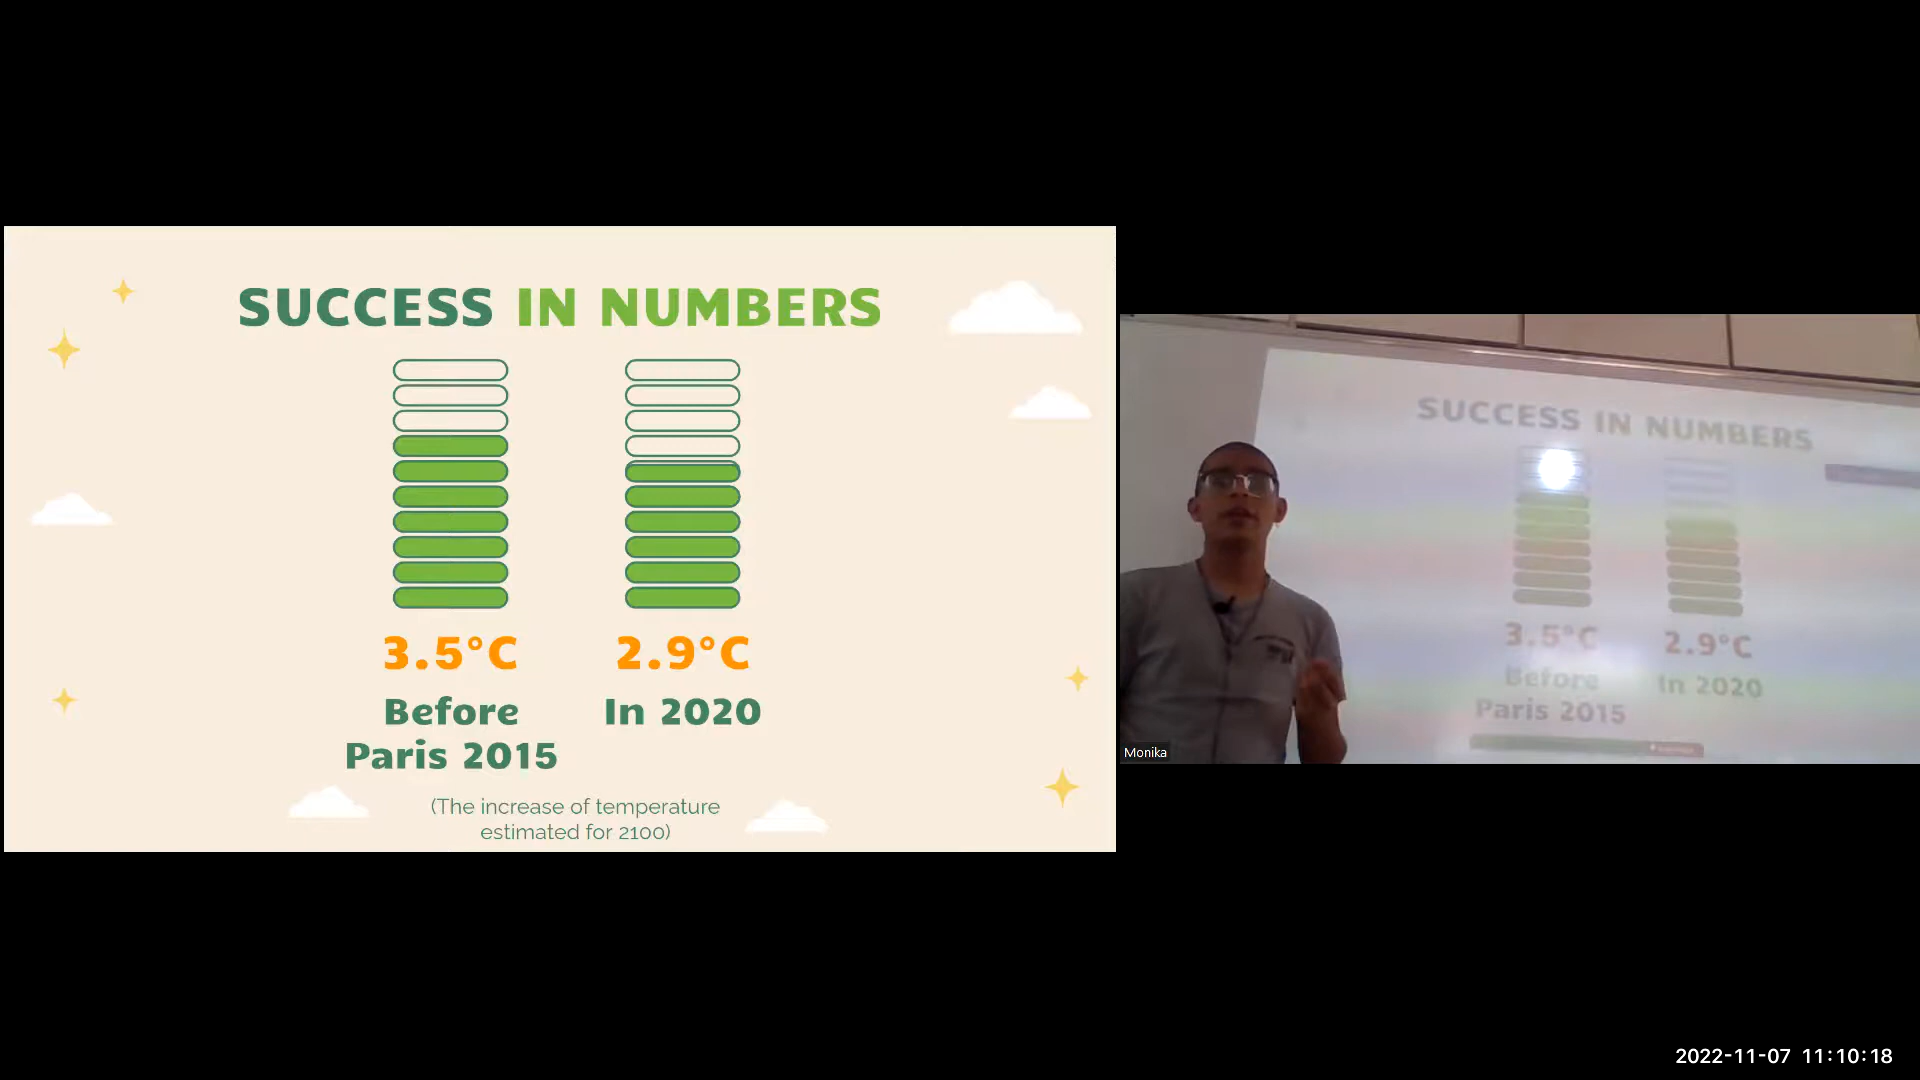 SUCCESS IN NUMBERS
3.5°C
2.9°C
Before
Paris 2015
In 2020
(The increase of temperature
estimated for 2100)
SUCCESS IN NUMBERS
3.5°C
2.9°C
Before
Paris 2015
In 2020
Monika
2022-11-07 11:10:18